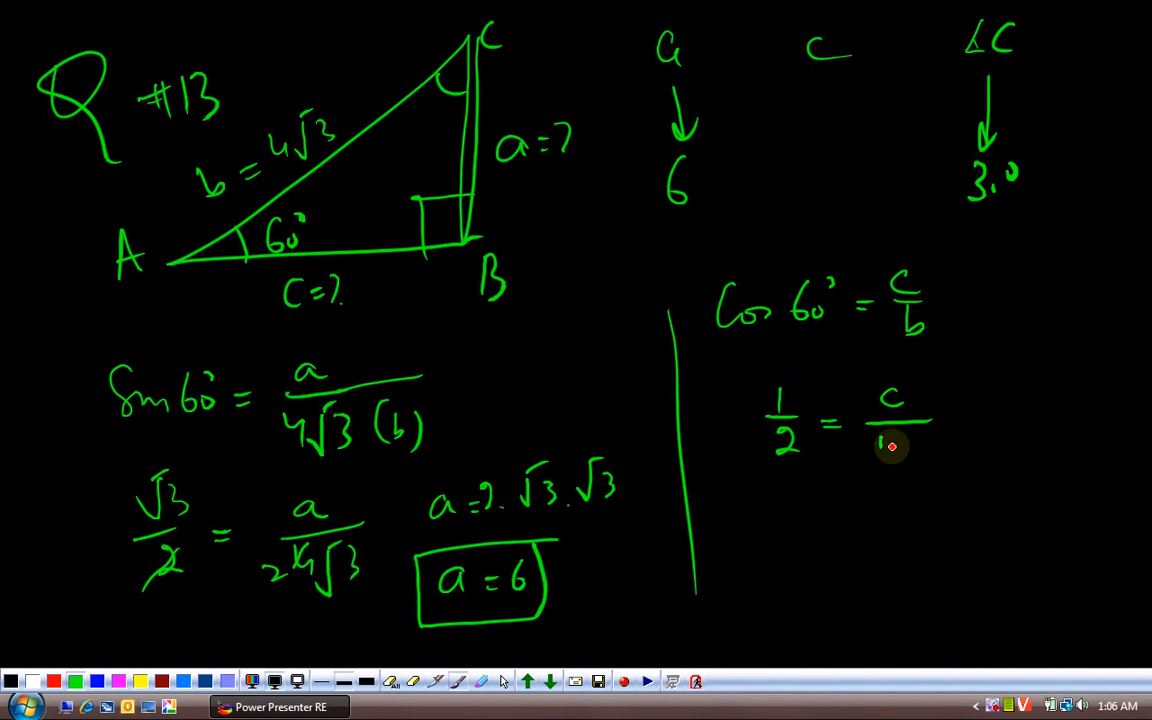 Q #13
C
a c ∡C
b = 4√3
a = ?
6 30
A 60°
B
c = ?
Cos 60° = c/b
Sin 60° = a/4√3 (b)
1/2 = c/
√3/2 = a/2 4√3
a = 2.√3.√3
a = 6
All
Power Presenter RE
1:06 AM